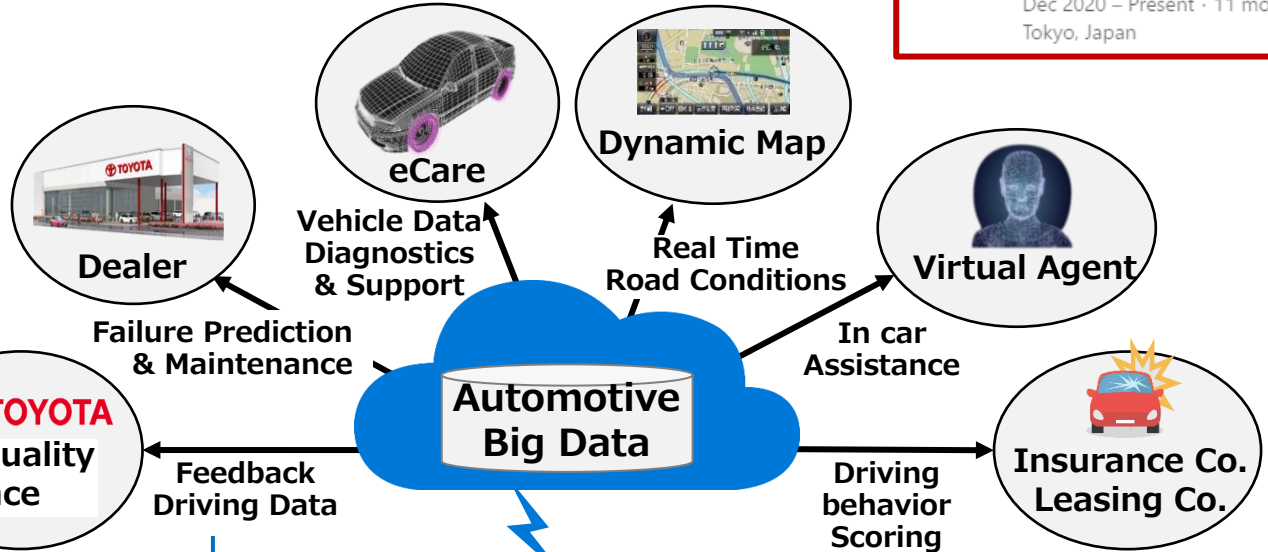 Dec 2020 – Present · 11 mo
Tokyo, Japan
Dynamic Map
eCare
TOYOTA
Dealer
Vehicle Data
Diagnostics
& Support
Real Time
Road Conditions
Virtual Agent
Failure Prediction
& Maintenance
In car
Assistance
Automotive
Big Data
TOYOTA
uality
nce
Feedback
Driving Data
Driving
behavior
Scoring
Insurance Co.
Leasing Co.